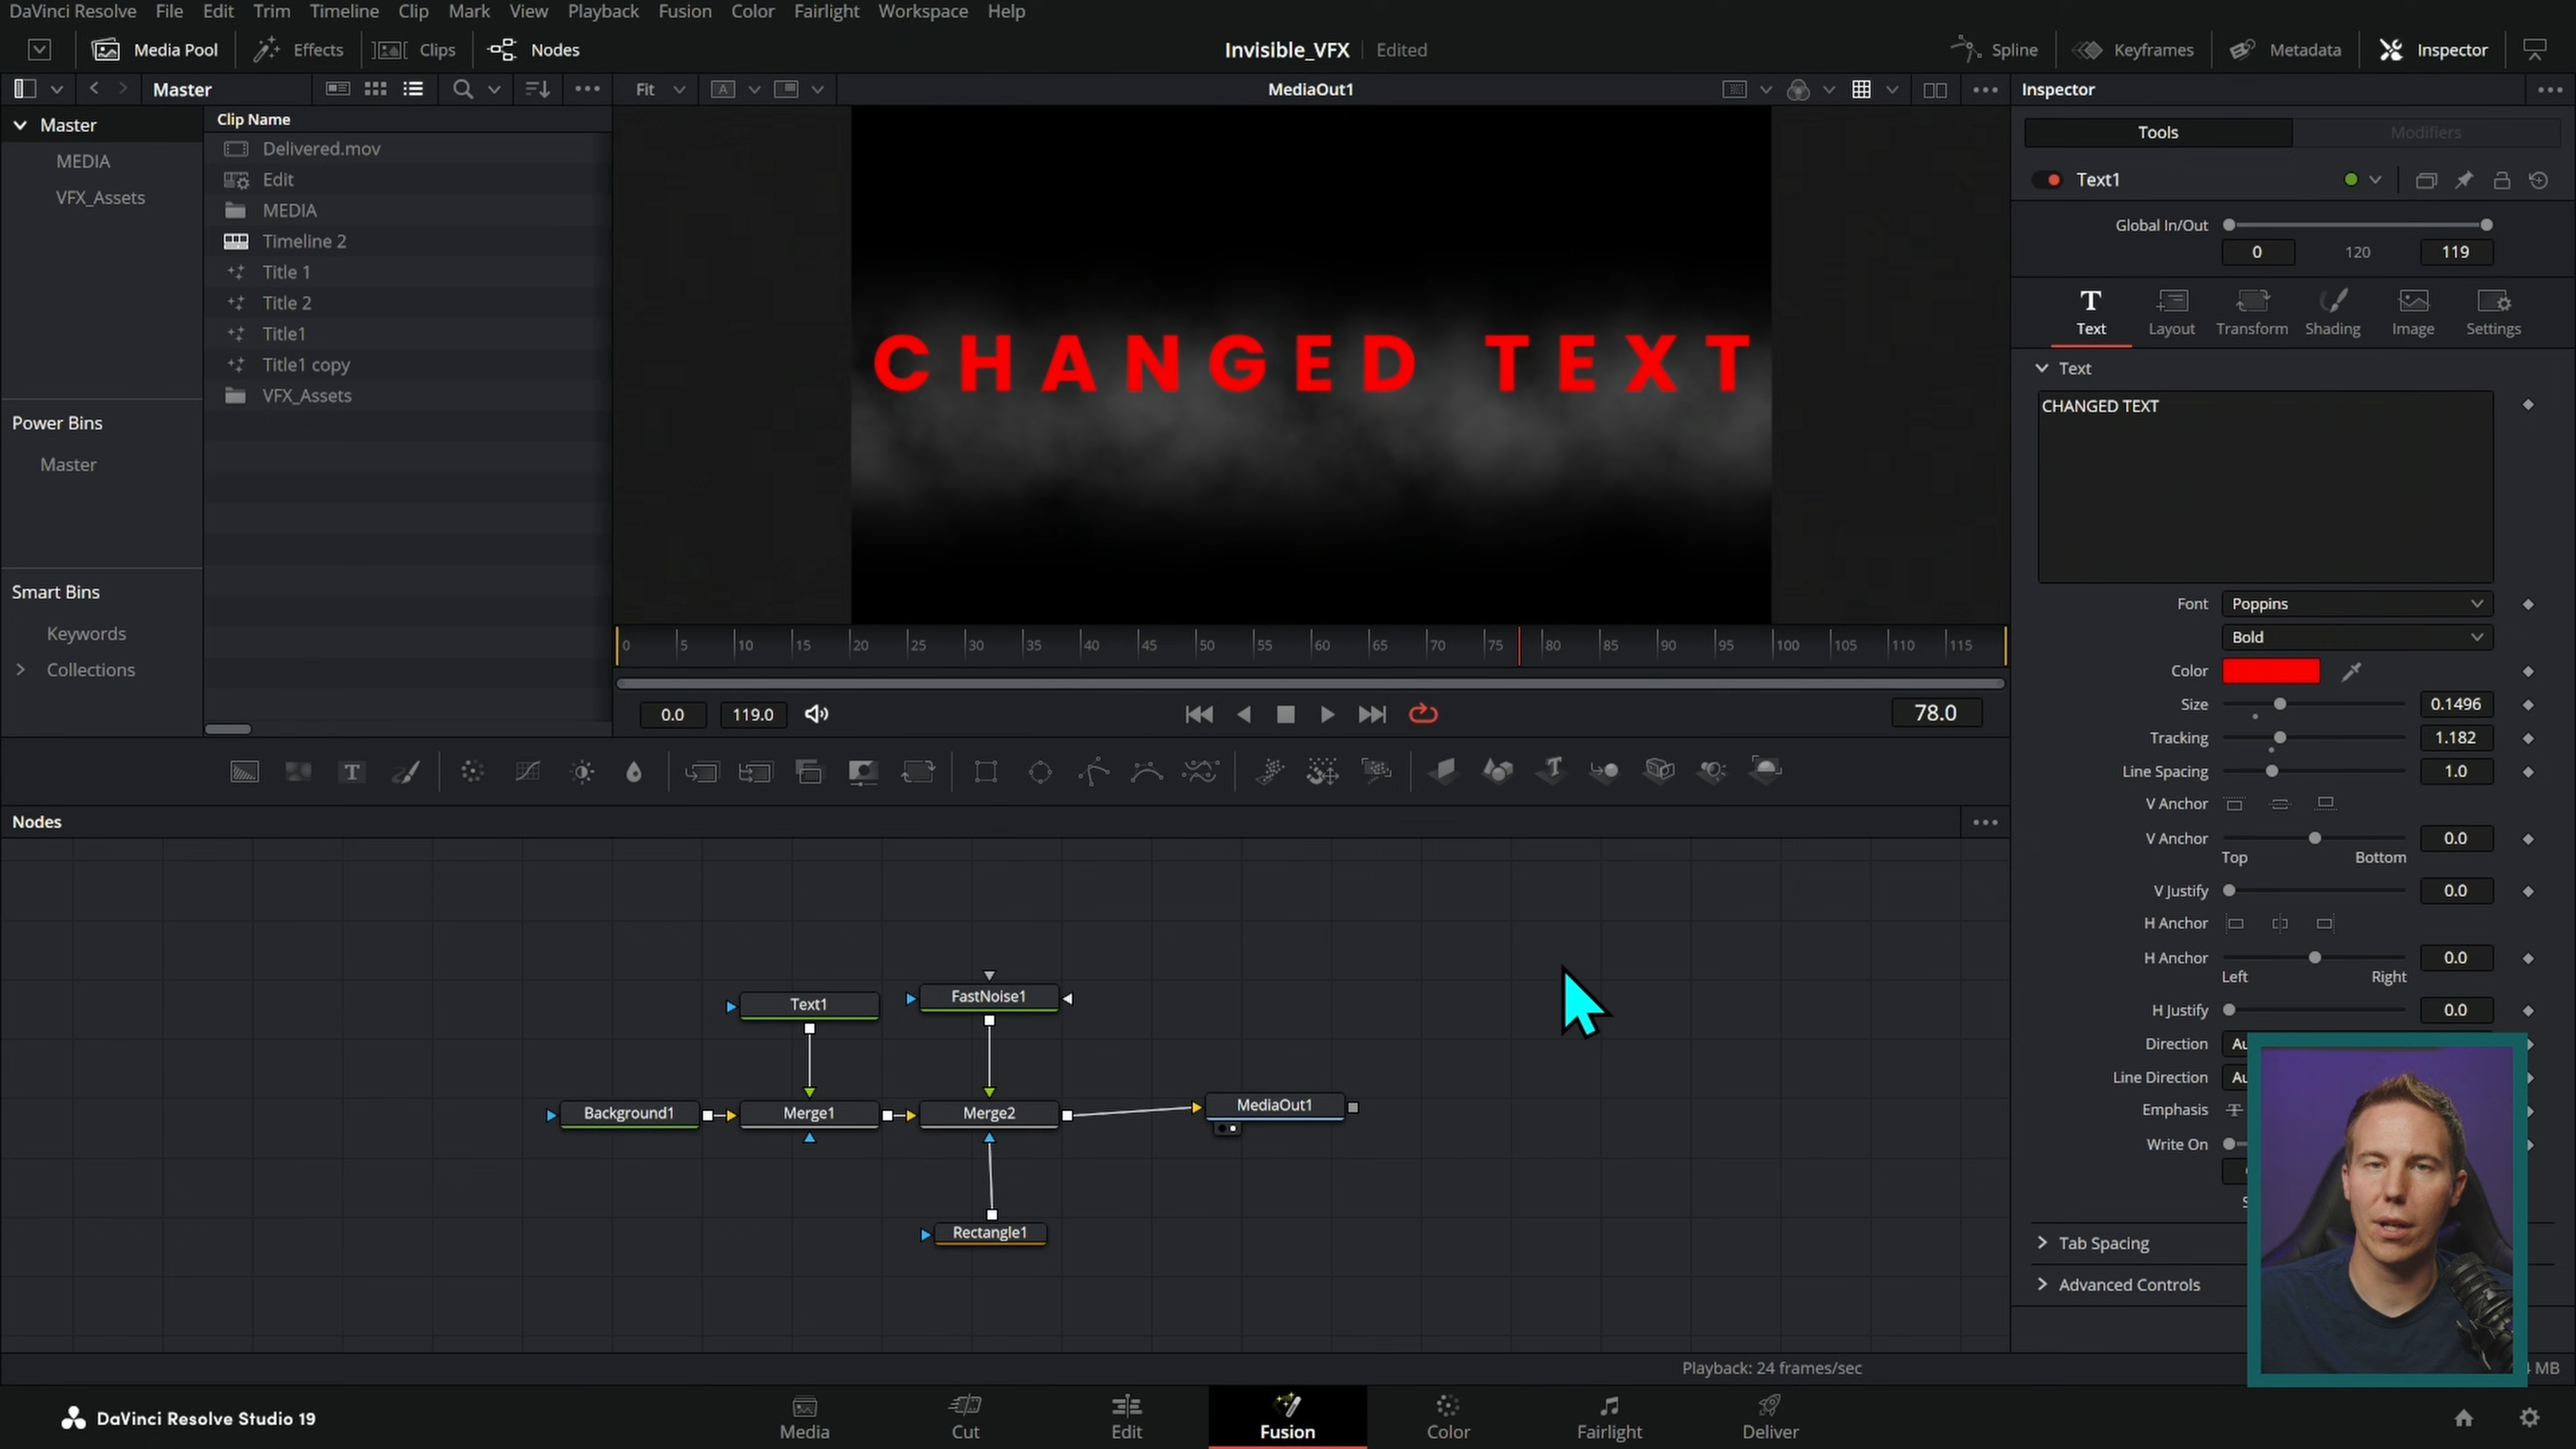 DaVinci Resolve File Edit Trim Timeline Clip Mark View Playback Fusion Color Fairlight Workspace Help
Media Pool Effects Clips Nodes Invisible_VFX Edited Spline Keyframes Metadata Inspector
Master Fit A MediaOut1 Inspector
Master
MEDIA
VFX_Assets
Power Bins
Master
Smart Bins
Keywords
Collections
Clip Name
Delivered.mov
Edit
MEDIA
Timeline 2
Title 1
Title 2
Title1
Title1 copy
VFX_Assets
CHANGED TEXT
0 5 10 15 20 25 30 35 40 45 50 55 60 65 70 75 80 85 90 95 100 105 110 115
0.0 119.0 78.0
Nodes
Text1 FastNoise1
Background1 Merge1 Merge2 MediaOut1
Rectangle1
Tools Modifiers
Text1
Global In/Out
0 120 119
Text Layout Transform Shading Image Settings
Text
CHANGED TEXT
Font Poppins
Bold
Color
Size 0.1496
Tracking 1.182
Line Spacing 1.0
V Anchor
V Anchor 0.0
Top Bottom
V Justify 0.0
H Anchor
H Anchor 0.0
Left Right
H Justify 0.0
Direction Au
Line Direction Au
Emphasis
Write On
Tab Spacing
Advanced Controls
Playback: 24 frames/sec MB
DaVinci Resolve Studio 19
Media Cut Edit Fusion Color Fairlight Deliver